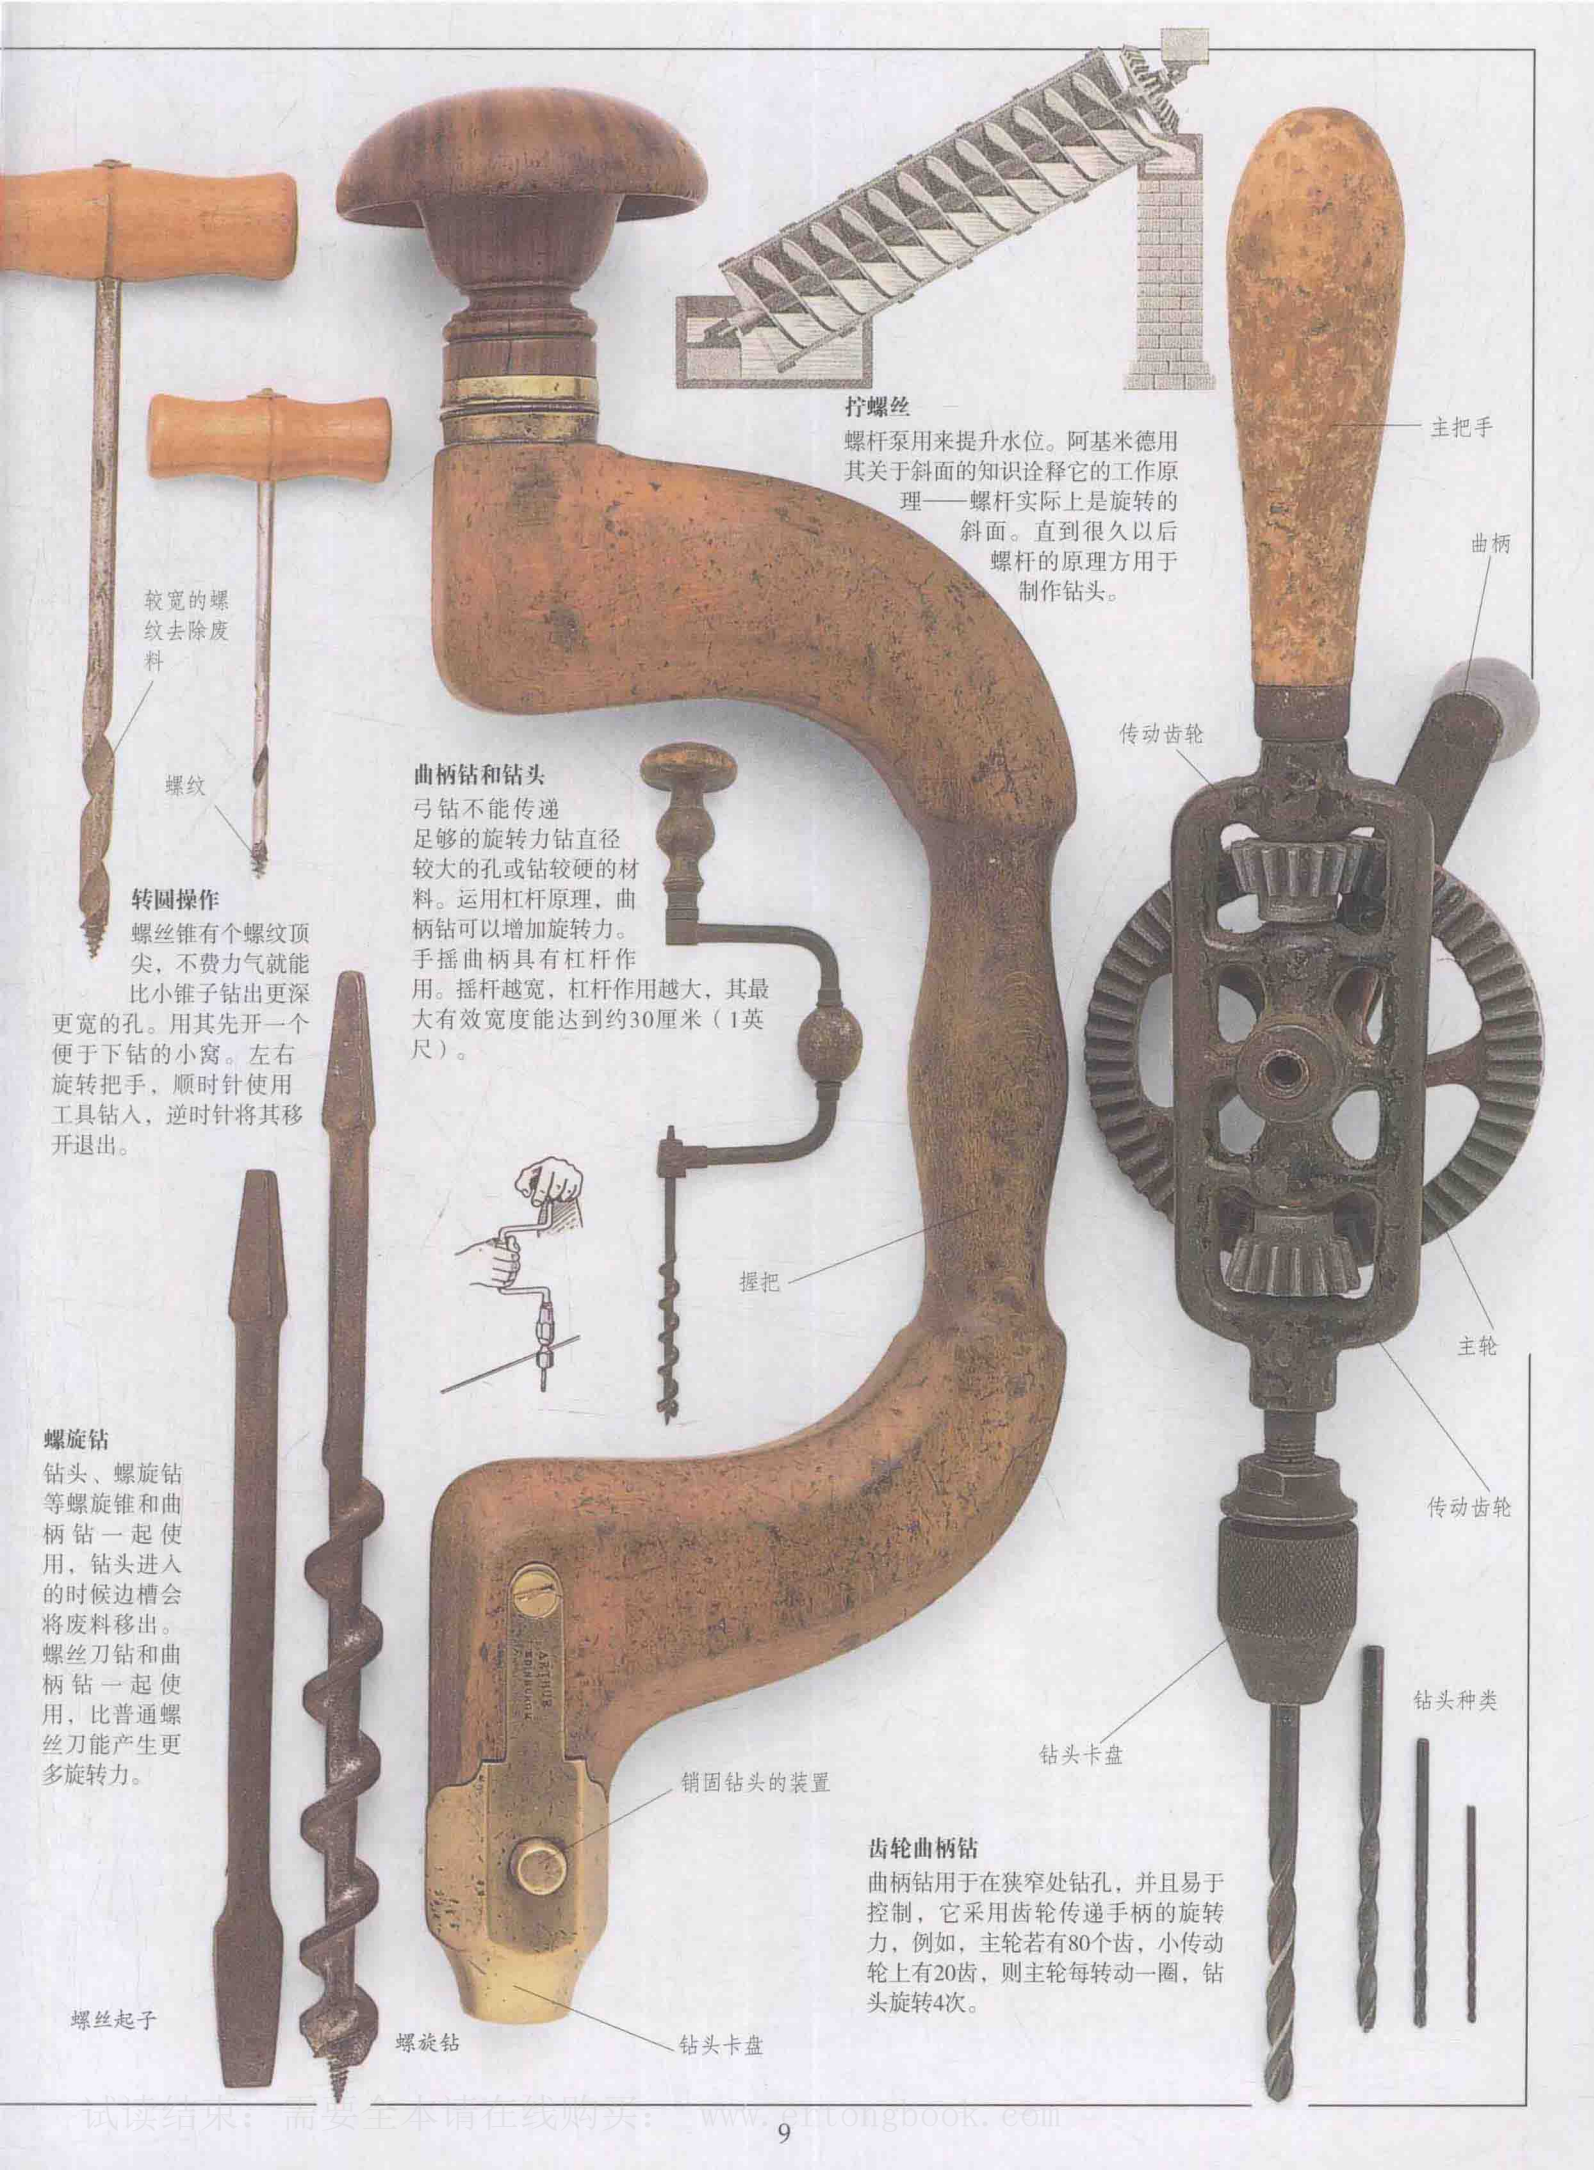 拧螺丝
螺杆泵用来提升水位。阿基米德用
其关于斜面的知识诠释它的工作原
理——螺杆实际上是旋转的
斜面。直到很久以后
螺杆的原理方用于
制作钻头。
主把手
曲柄
较宽的螺
纹去除废
料
螺纹
传动齿轮
转圆操作
螺丝锥有个螺纹顶
尖，不费力气就能
比小锥子钻出更深
更宽的孔。用其先开一个
便于下钻的小窝。左右
旋转把手，顺时针使用
工具钻入，逆时针将其移
开退出。
曲柄钻和钻头
弓钻不能传递
足够的旋转力钻直径
较大的孔或钻较硬的材
料。运用杠杆原理，曲
柄钻可以增加旋转力。
手摇曲柄具有杠杆作
用。摇杆越宽，杠杆作用越大，其最
大有效宽度能达到约30厘米（1英
尺）。
握把
主轮
传动齿轮
螺旋钻
钻头、螺旋钻
等螺旋锥和曲
柄钻一起使
用，钻头进入
的时候边槽会
将废料移出。
螺丝刀钻和曲
柄钻一起使
用，比普通螺
丝刀能产生更
多旋转力。
ARTHUR
EDINBURGH
钻头种类
钻头卡盘
销固钻头的装置
齿轮曲柄钻
曲柄钻用于在狭窄处钻孔，并且易于
控制，它采用齿轮传递手柄的旋转
力，例如，主轮若有80个齿，小传动
轮上有20齿，则主轮每转动一圈，钻
头旋转4次。
螺丝起子
螺旋钻
钻头卡盘
试读结束：需要全本请在线购买：www.ertongbook.com
9